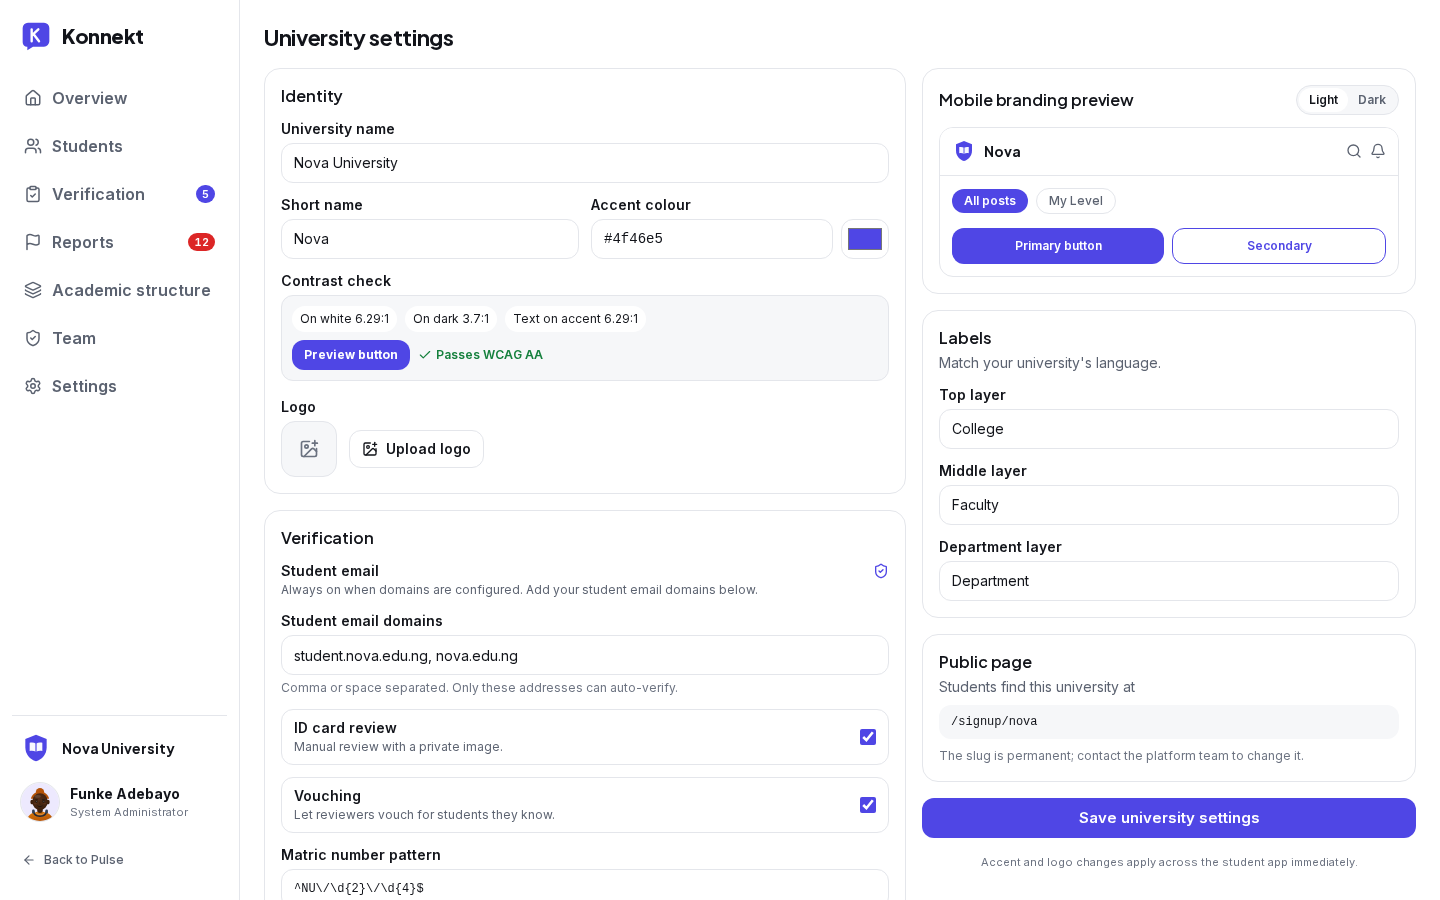 Konnekt
Overview
Students
Verification 5
Reports 12
Academic structure
Team
Settings
Nova University
Funke Adebayo
System Administrator
Back to Pulse
University settings
Identity
University name
Nova University
Short name
Nova
Accent colour
#4f46e5
Contrast check
On white 6.29:1 On dark 3.7:1 Text on accent 6.29:1
Preview button Passes WCAG AA
Logo
Upload logo
Verification
Student email
Always on when domains are configured. Add your student email domains below.
Student email domains
student.nova.edu.ng, nova.edu.ng
Comma or space separated. Only these addresses can auto-verify.
ID card review
Manual review with a private image.
Vouching
Let reviewers vouch for students they know.
Matric number pattern
^NU\/\d{2}\/\d{4}$
Mobile branding preview Light Dark
Nova
All posts My Level
Primary button Secondary
Labels
Match your university's language.
Top layer
College
Middle layer
Faculty
Department layer
Department
Public page
Students find this university at
/signup/nova
The slug is permanent; contact the platform team to change it.
Save university settings
Accent and logo changes apply across the student app immediately.